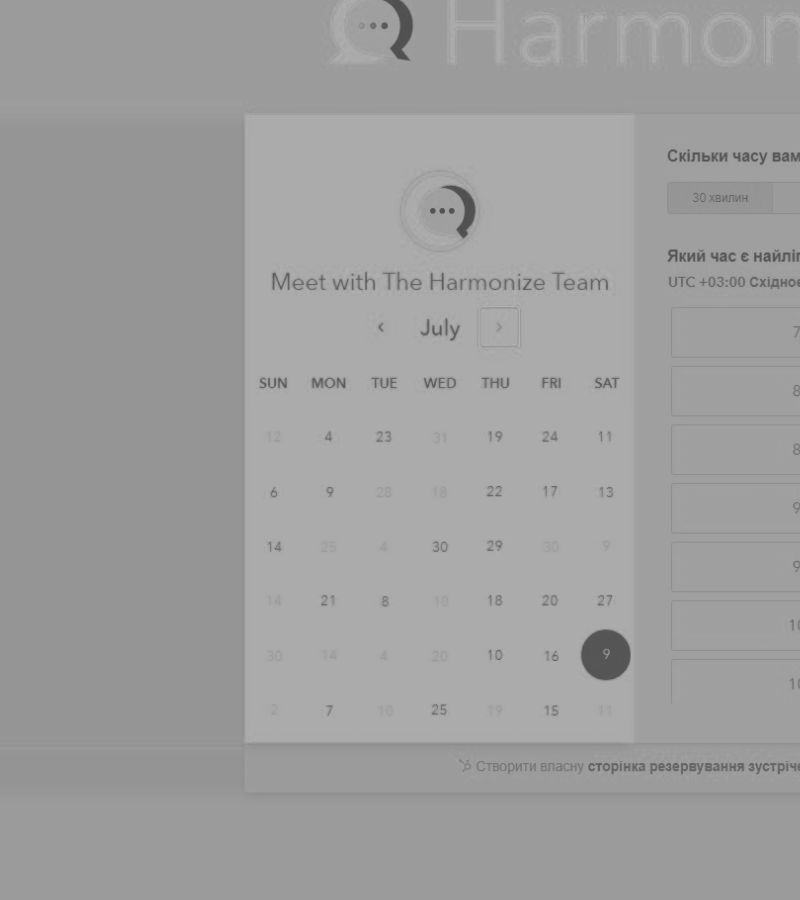 Harmon
Meet with The Harmonize Team
‹ July ›
SUN MON TUE WED THU FRI SAT
12 4 23 31 19 24 11
6 9 28 18 22 17 13
14 25 4 30 29 30 9
14 21 8 10 18 20 27
30 14 4 20 10 16 9
2 7 10 25 19 15 11
Скільки часу вам
30 хвилин
Який час є найліп
UTC +03:00 Східноє
7
8
8
9
9
10
10
Створити власну сторінка резервування зустріче